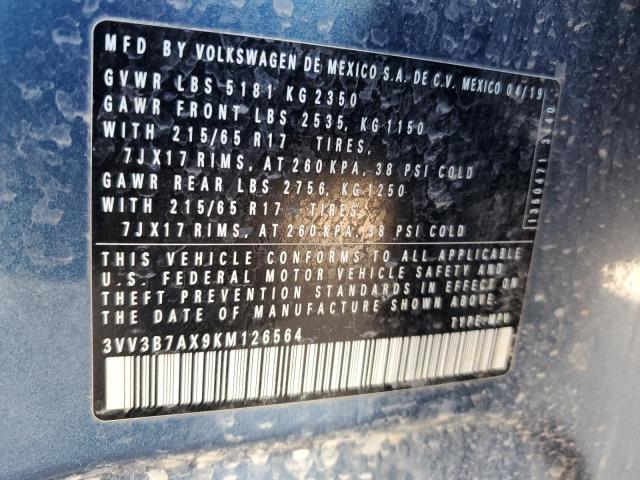 MFD BY VOLKSWAGEN DE MEXICO S.A. DE C.V. MEXICO 04/19
GVWR LBS 5181 KG 2350
GAWR FRONT LBS 2535, KG 1150
WITH 215/65 R17 TIRES,
7JX17 RIMS, AT 260 KPA, 38 PSI COLD
GAWR REAR LBS 2756, KG 1250
WITH 215/65 R17 TIRES,
7JX17 RIMS, AT 260 KPA, 38 PSI COLD
THIS VEHICLE CONFORMS TO ALL APPLICABLE
U.S. FEDERAL MOTOR VEHICLE SAFETY AND
THEFT PREVENTION STANDARDS IN EFFECT ON
THE DATE OF MANUFACTURE SHOWN ABOVE.
3VV3B7AX9KM126564 TYPE: MPV
1360471 3140